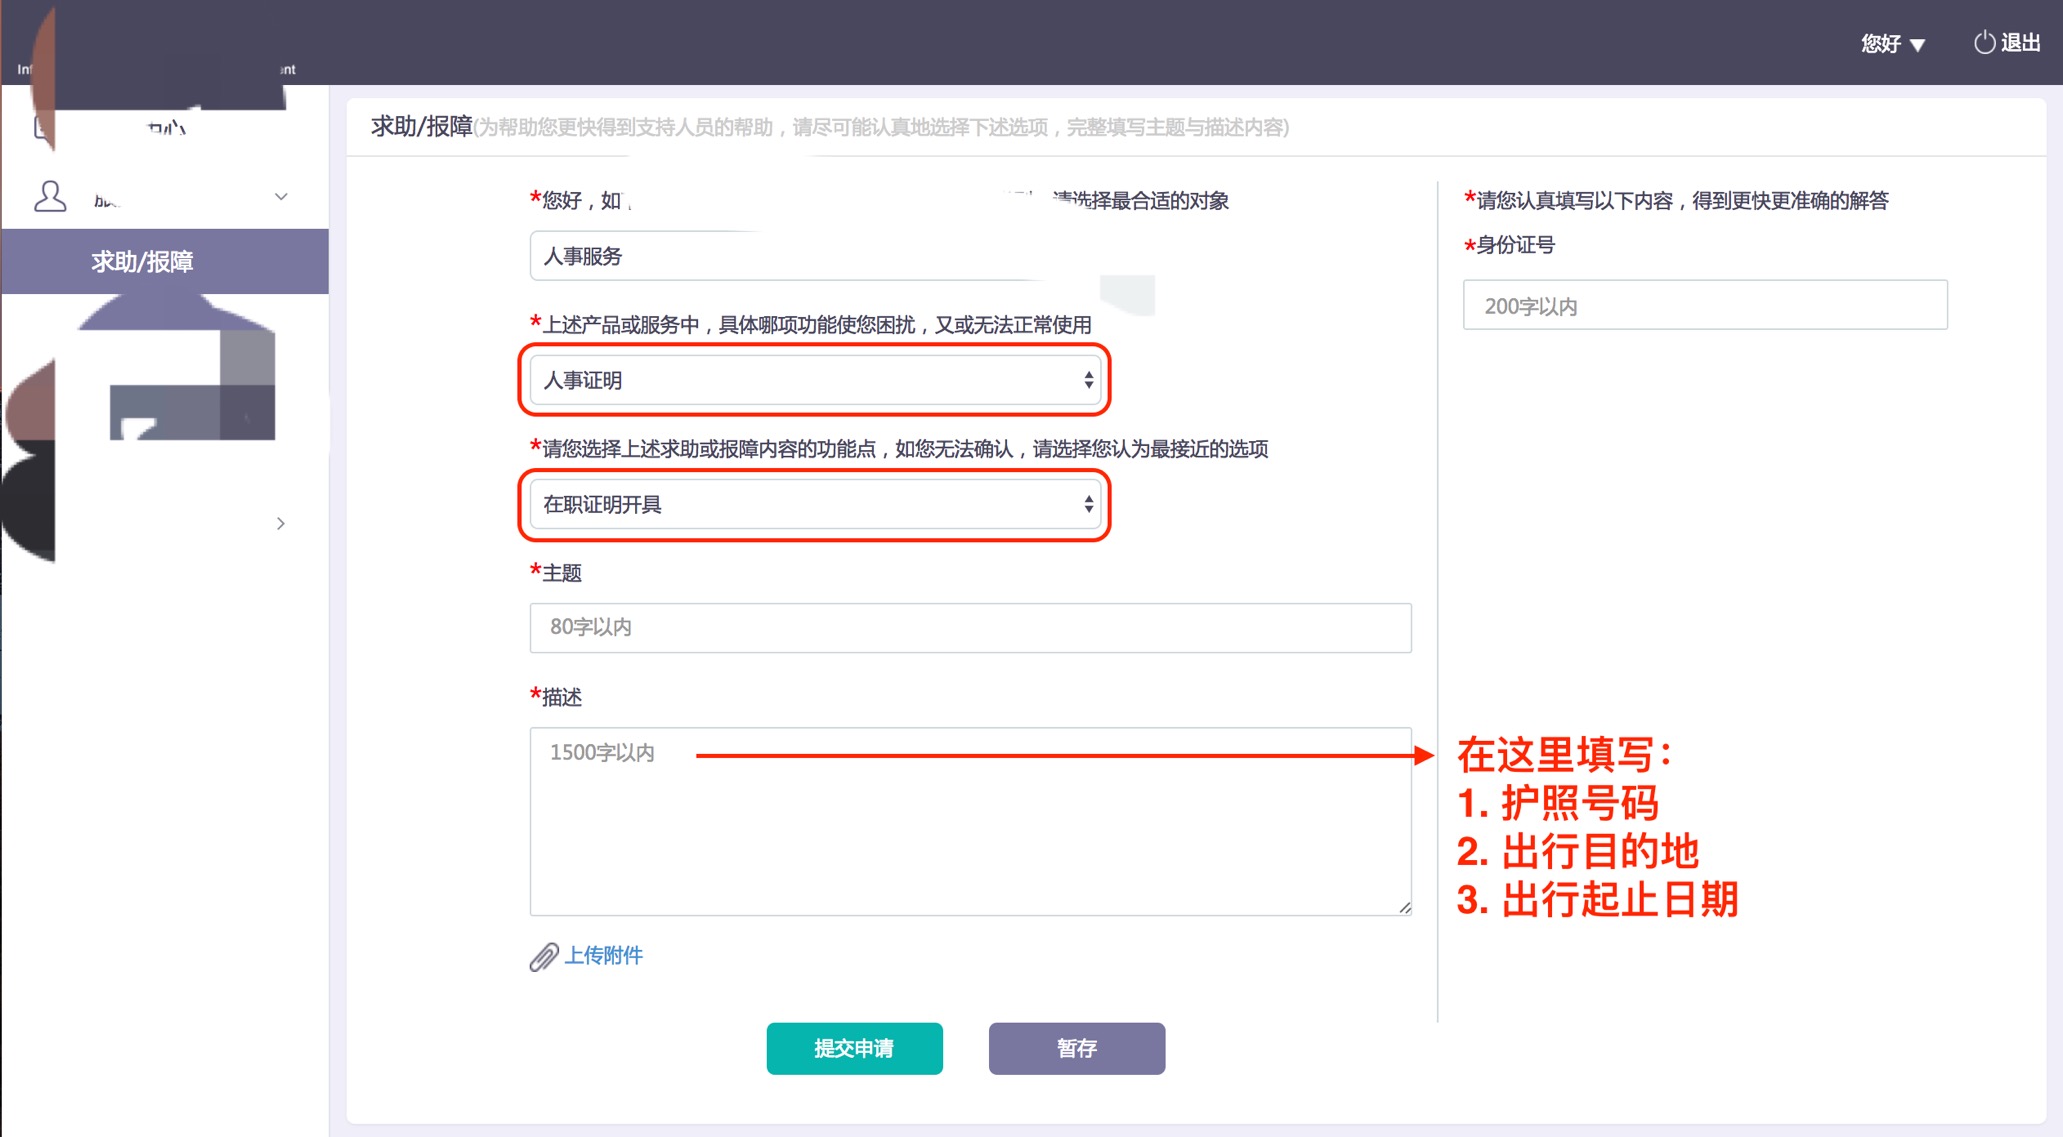 您好 ▼
退出
求助/报障
求助/报障(为帮助您更快得到支持人员的帮助，请尽可能认真地选择下述选项，完整填写主题与描述内容)
*您好，如
请选择最合适的对象
人事服务
*上述产品或服务中，具体哪项功能使您困扰，又或无法正常使用
人事证明
*请您选择上述求助或报障内容的功能点，如您无法确认，请选择您认为最接近的选项
在职证明开具
*主题
80字以内
*描述
1500字以内
上传附件
提交申请
暂存
*请您认真填写以下内容，得到更快更准确的解答
*身份证号
200字以内
在这里填写：
1. 护照号码
2. 出行目的地
3. 出行起止日期